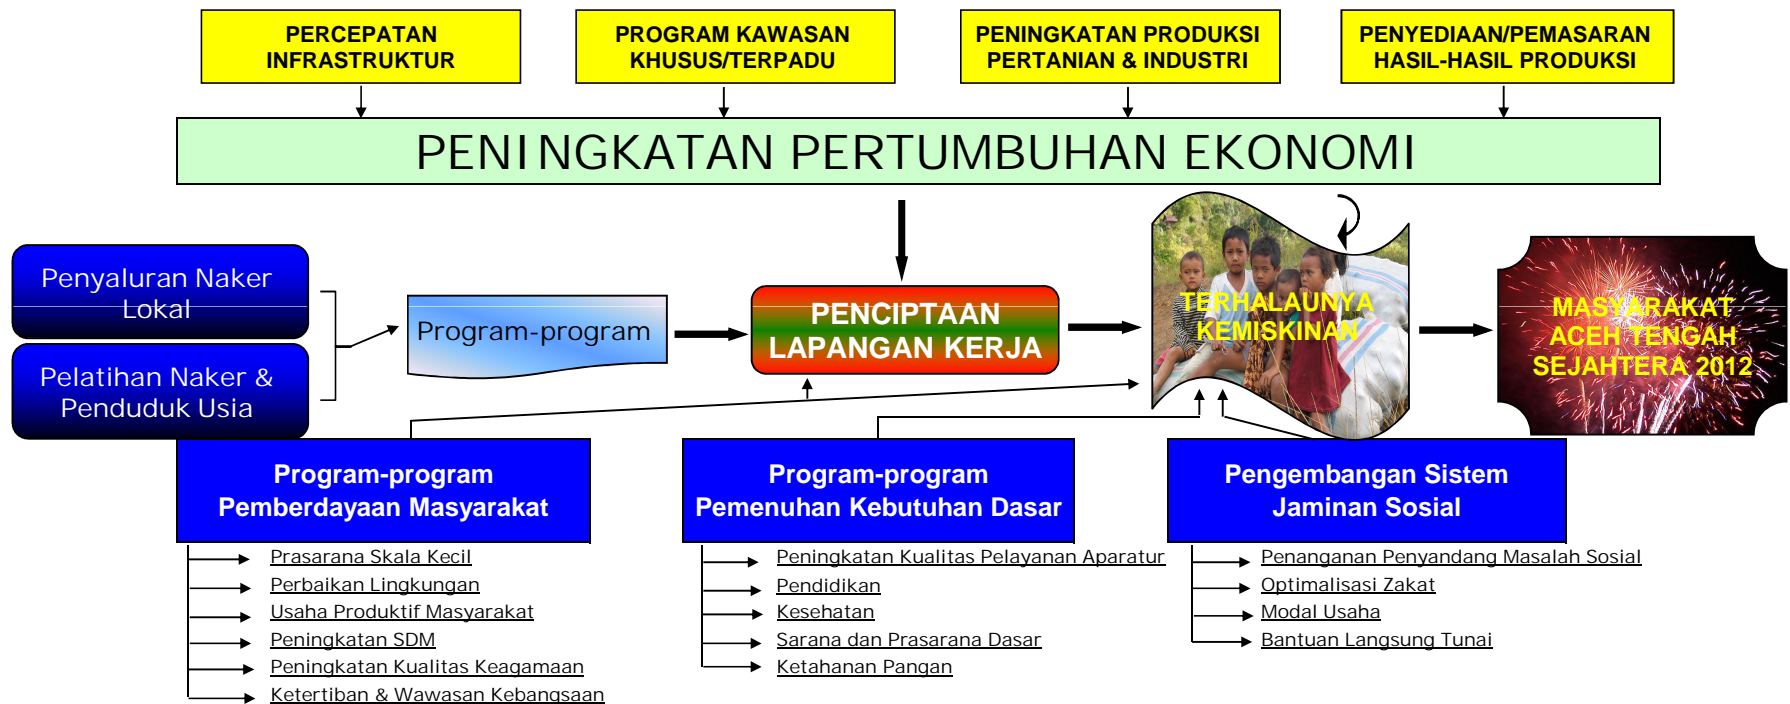 PERCEPATAN
INFRASTRUKTUR
PROGRAM KAWASAN
KHUSUS/TERPADU
PENINGKATAN PRODUKSI
PERTANIAN & INDUSTRI
PENYEDIAAN/PEMASARAN
HASIL-HASIL PRODUKSI
PENINGKATAN PERTUMBUHAN EKONOMI
Penyaluran Naker
Lokal
Pelatihan Naker &
Penduduk Usia
Program-program
PENCIPTAAN
LAPANGAN KERJA
TERHALAUNYA
KEMISKINAN
MASYARAKAT
ACEH TENGAH
SEJAHTERA 2012
Program-program
Pemberdayaan Masyarakat
Prasarana Skala Kecil
Perbaikan Lingkungan
Usaha Produktif Masyarakat
Peningkatan SDM
Peningkatan Kualitas Keagamaan
Ketertiban & Wawasan Kebangsaan
Program-program
Pemenuhan Kebutuhan Dasar
Peningkatan Kualitas Pelayanan Aparatur
Pendidikan
Kesehatan
Sarana dan Prasarana Dasar
Ketahanan Pangan
Pengembangan Sistem
Jaminan Sosial
Penanganan Penyandang Masalah Sosial
Optimalisasi Zakat
Modal Usaha
Bantuan Langsung Tunai